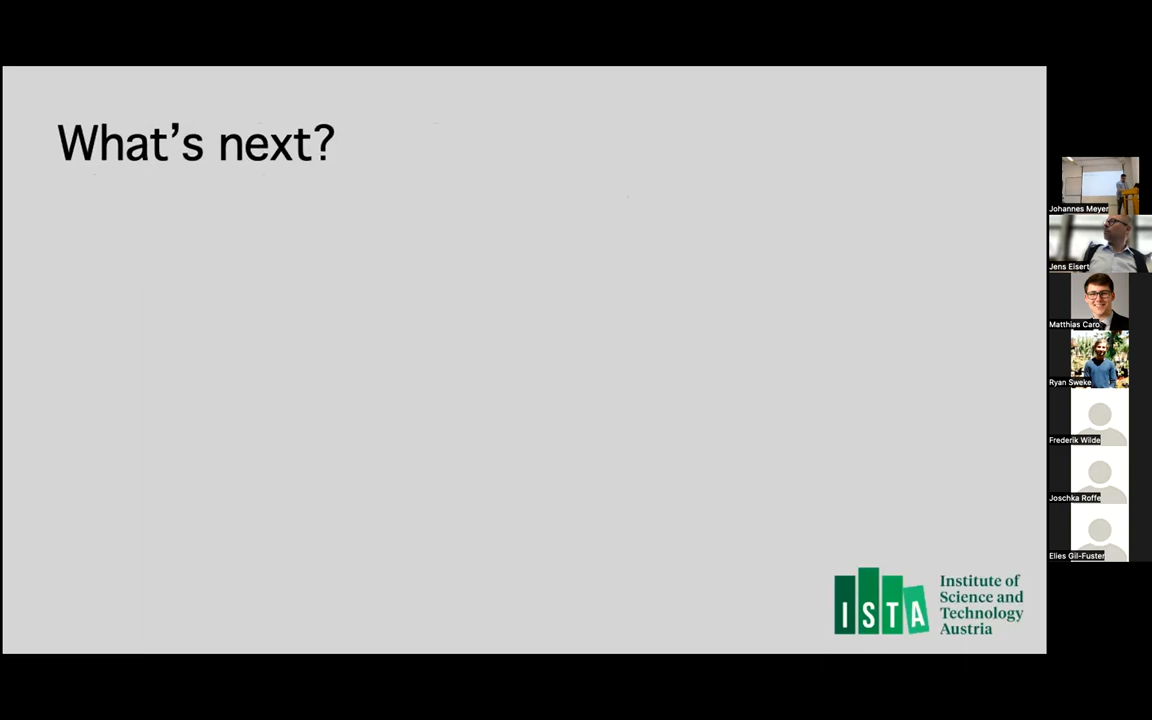 What's next?
Johannes Meyer
Jens Eisert
Matthias Caro
Ryan Sweke
Frederik Wilde
Joschka Roffe
Elies Gil-Fuster
ISTA
Institute of
Science and
Technology
Austria